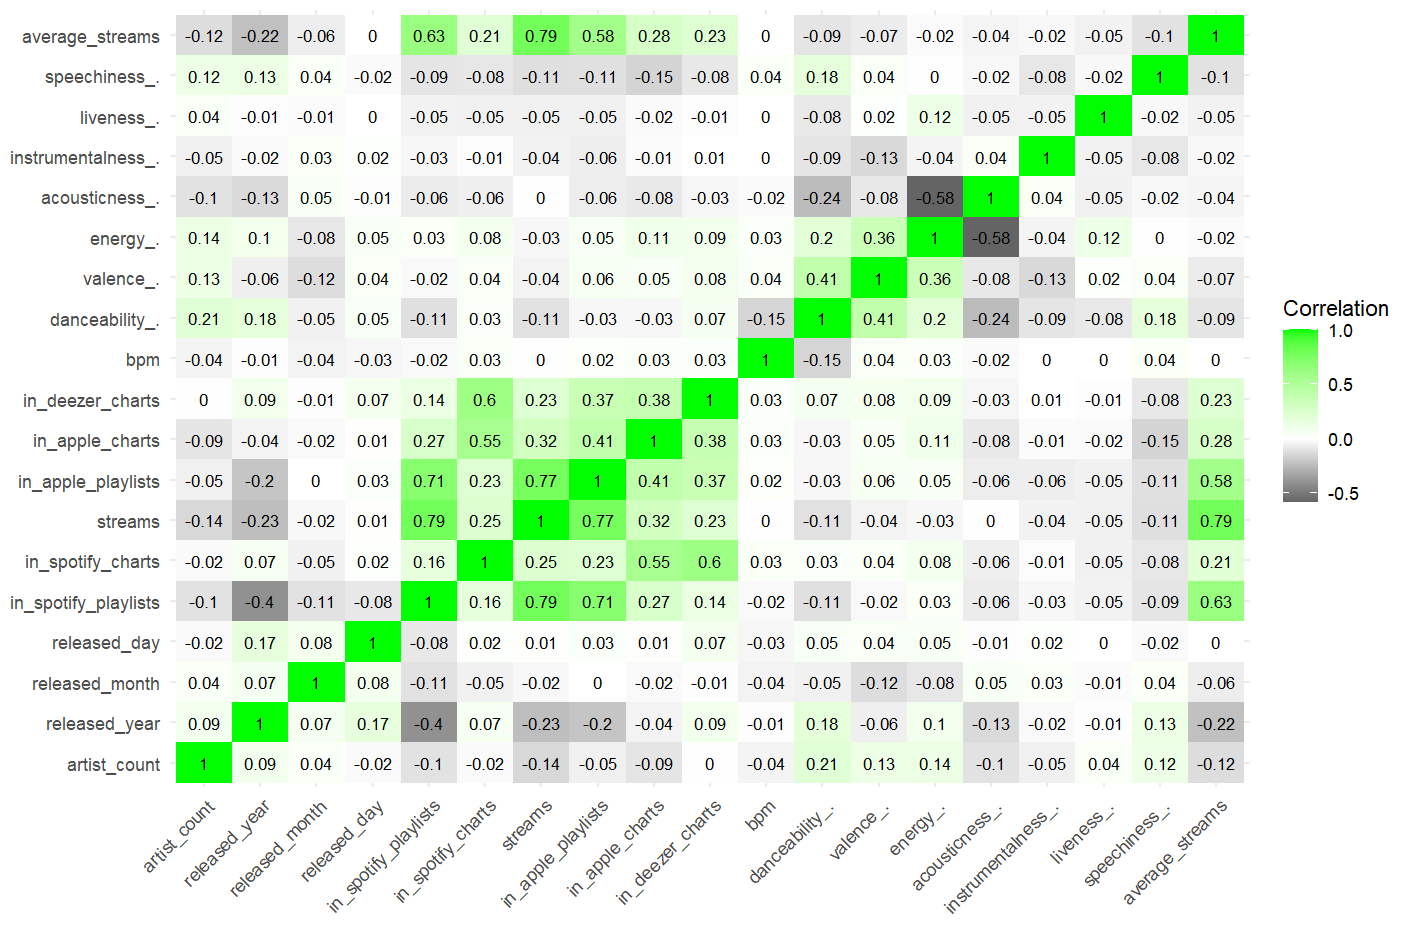 average_streams -0.12 -0.22 -0.06 0 0.63 0.21 0.79 0.58 0.28 0.23 0 -0.09 -0.07 -0.02 -0.04 -0.02 -0.05 -0.1 1
speechiness_. 0.12 0.13 0.04 -0.02 -0.09 -0.08 -0.11 -0.11 -0.15 -0.08 0.04 0.18 0.04 0 -0.02 -0.08 -0.02 1 -0.1
liveness_. 0.04 -0.01 -0.01 0 -0.05 -0.05 -0.05 -0.05 -0.02 -0.01 0 -0.08 0.02 0.12 -0.05 -0.05 1 -0.02 -0.05
instrumentalness_. -0.05 -0.02 0.03 0.02 -0.03 -0.01 -0.04 -0.06 -0.01 0.01 0 -0.09 -0.13 -0.04 0.04 1 -0.05 -0.08 -0.02
acousticness_. -0.1 -0.13 0.05 -0.01 -0.06 -0.06 0 -0.06 -0.08 -0.03 -0.02 -0.24 -0.08 -0.58 1 0.04 -0.05 -0.02 -0.04
energy_. 0.14 0.1 -0.08 0.05 0.03 0.08 -0.03 0.05 0.11 0.09 0.03 0.2 0.36 1 -0.58 -0.04 0.12 0 -0.02
valence_. 0.13 -0.06 -0.12 0.04 -0.02 0.04 -0.04 0.06 0.05 0.08 0.04 0.41 1 0.36 -0.08 -0.13 0.02 0.04 -0.07
danceability_. 0.21 0.18 -0.05 0.05 -0.11 0.03 -0.11 -0.03 -0.03 0.07 -0.15 1 0.41 0.2 -0.24 -0.09 -0.08 0.18 -0.09
bpm -0.04 -0.01 -0.04 -0.03 -0.02 0.03 0 0.02 0.03 0.03 1 -0.15 0.04 0.03 -0.02 0 0 0.04 0
in_deezer_charts 0 0.09 -0.01 0.07 0.14 0.6 0.23 0.37 0.38 1 0.03 0.07 0.08 0.09 -0.03 0.01 -0.01 -0.08 0.23
in_apple_charts -0.09 -0.04 -0.02 0.01 0.27 0.55 0.32 0.41 1 0.38 0.03 -0.03 0.05 0.11 -0.08 -0.01 -0.02 -0.15 0.28
in_apple_playlists -0.05 -0.2 0 0.03 0.71 0.23 0.77 1 0.41 0.37 0.02 -0.03 0.06 0.05 -0.06 -0.06 -0.05 -0.11 0.58
streams -0.14 -0.23 -0.02 0.01 0.79 0.25 1 0.77 0.32 0.23 0 -0.11 -0.04 -0.03 0 -0.04 -0.05 -0.11 0.79
in_spotify_charts -0.02 0.07 -0.05 0.02 0.16 1 0.25 0.23 0.55 0.6 0.03 0.03 0.04 0.08 -0.06 -0.01 -0.05 -0.08 0.21
in_spotify_playlists -0.1 -0.4 -0.11 -0.08 1 0.16 0.79 0.71 0.27 0.14 -0.02 -0.11 -0.02 0.03 -0.06 -0.03 -0.05 -0.09 0.63
released_day -0.02 0.17 0.08 1 -0.08 0.02 0.01 0.03 0.01 0.07 -0.03 0.05 0.04 0.05 -0.01 0.02 0 -0.02 0
released_month 0.04 0.07 1 0.08 -0.11 -0.05 -0.02 0 -0.02 -0.01 -0.04 -0.05 -0.12 -0.08 0.05 0.03 -0.01 0.04 -0.06
released_year 0.09 1 0.07 0.17 -0.4 0.07 -0.23 -0.2 -0.04 0.09 -0.01 0.18 -0.06 0.1 -0.13 -0.02 -0.01 0.13 -0.22
artist_count 1 0.09 0.04 -0.02 -0.1 -0.02 -0.14 -0.05 -0.09 0 -0.04 0.21 0.13 0.14 -0.1 -0.05 0.04 0.12 -0.12
artist_count released_year released_month released_day in_spotify_playlists in_spotify_charts streams in_apple_playlists in_apple_charts in_deezer_charts bpm danceability_. valence_. energy_. acousticness_. instrumentalness_. liveness_. speechiness_. average_streams
Correlation
1.0
0.5
0.0
-0.5